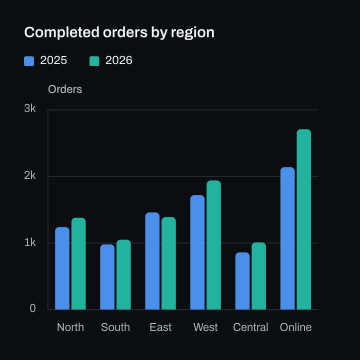 Completed orders by region
2025 2026
Orders
3k
2k
1k
0
North South East West Central Online